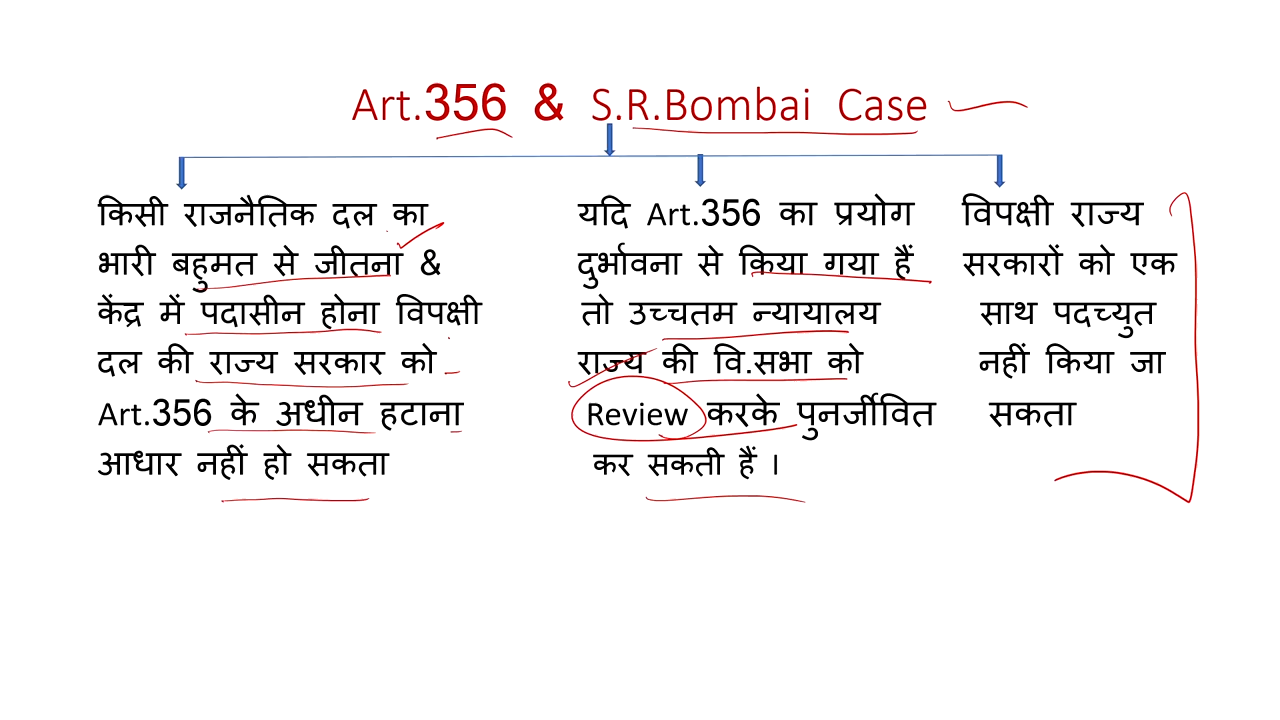 Art.356 & S.R.Bombai Case
किसी राजनैतिक दल का
भारी बहुमत से जीतना &
केंद्र में पदासीन होना विपक्षी
दल की राज्य सरकार को
Art.356 के अधीन हटाना
आधार नहीं हो सकता
यदि Art.356 का प्रयोग
दुर्भावना से किया गया हैं
तो उच्चतम न्यायालय
राज्य की वि.सभा को
Review करके पुनर्जीवित
कर सकती हैं ।
विपक्षी राज्य
सरकारों को एक
साथ पदच्युत
नहीं किया जा
सकता